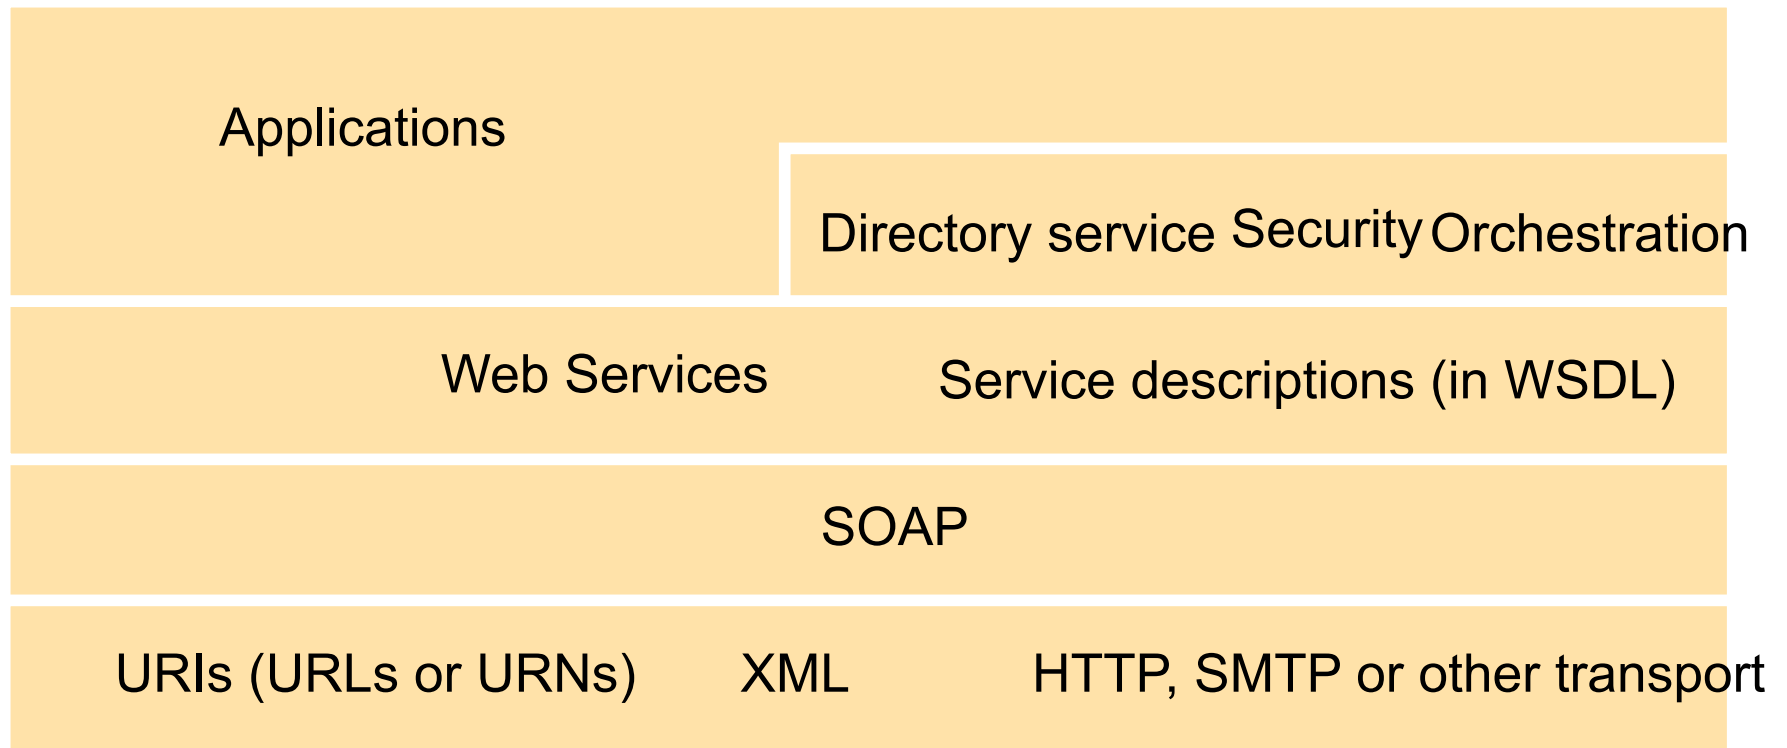 Applications
Directory service Security Orchestration
Web Services Service descriptions (in WSDL)
SOAP
URIs (URLs or URNs) XML HTTP, SMTP or other transport